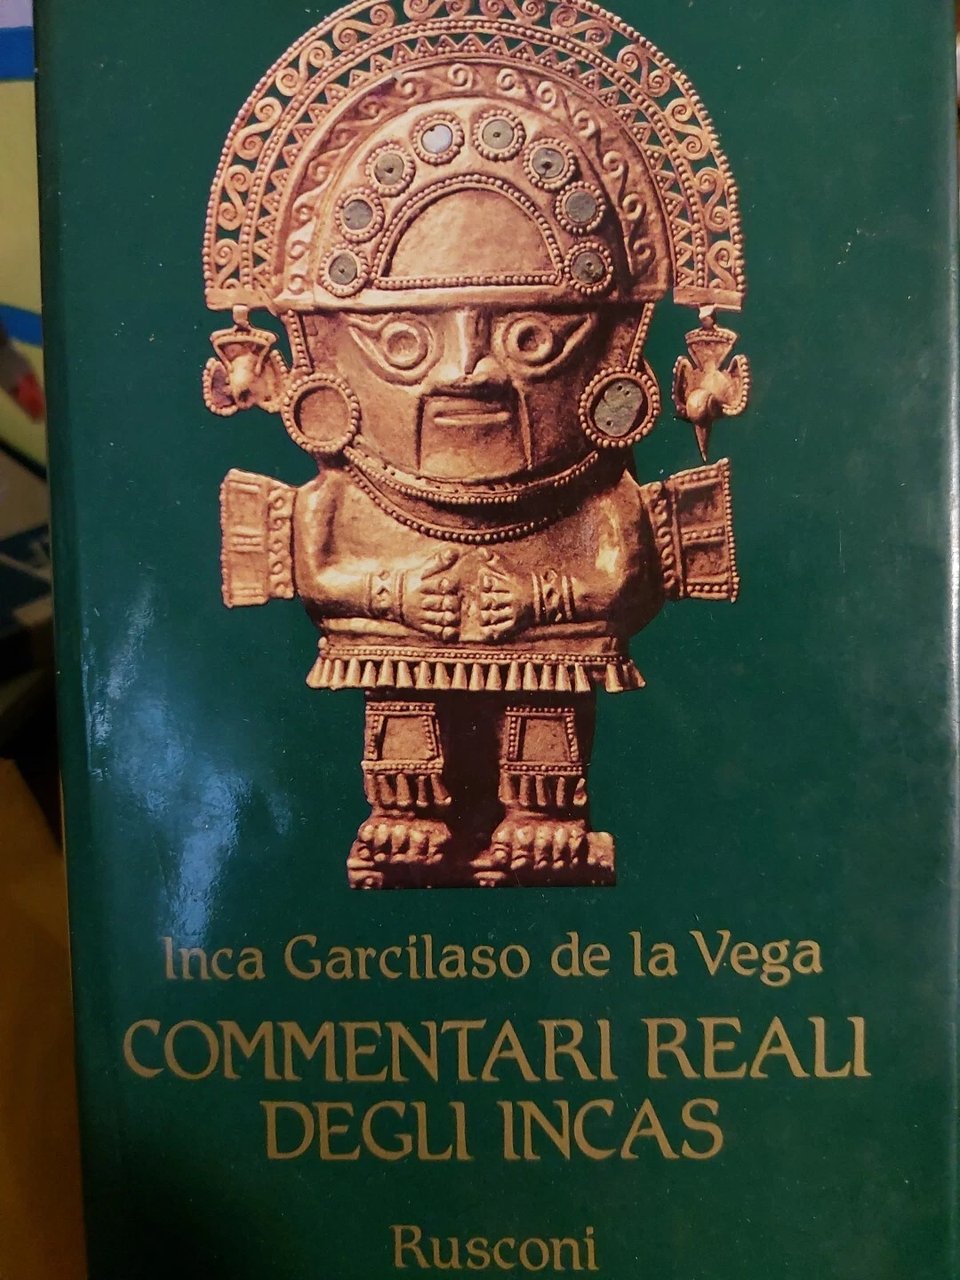 Inca Garcilaso de la Vega
COMMENTARI REALI
DEGLI INCAS
Rusconi